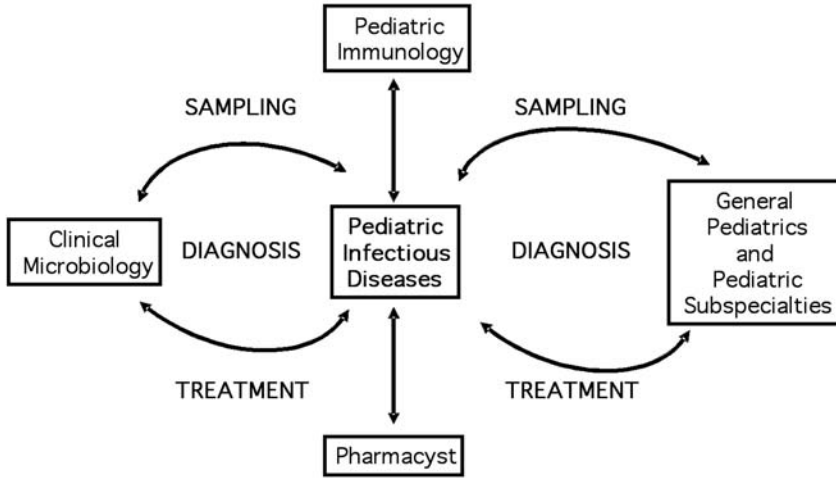 Pediatric
Immunology
SAMPLING
SAMPLING
Clinical
Microbiology
DIAGNOSIS
Pediatric
Infectious
Diseases
DIAGNOSIS
General
Pediatrics
and
Pediatric
Subspecialties
TREATMENT
TREATMENT
Pharmacyst